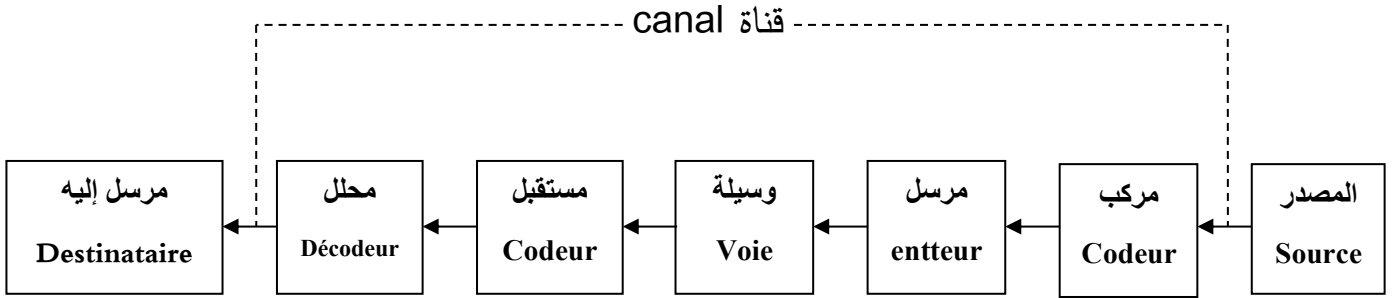 قناة canal
المصدر
Source
مركب
Codeur
مرسل
entteur
وسيلة
Voie
مستقبل
Codeur
محلل
Décodeur
مرسل إليه
Destinataire